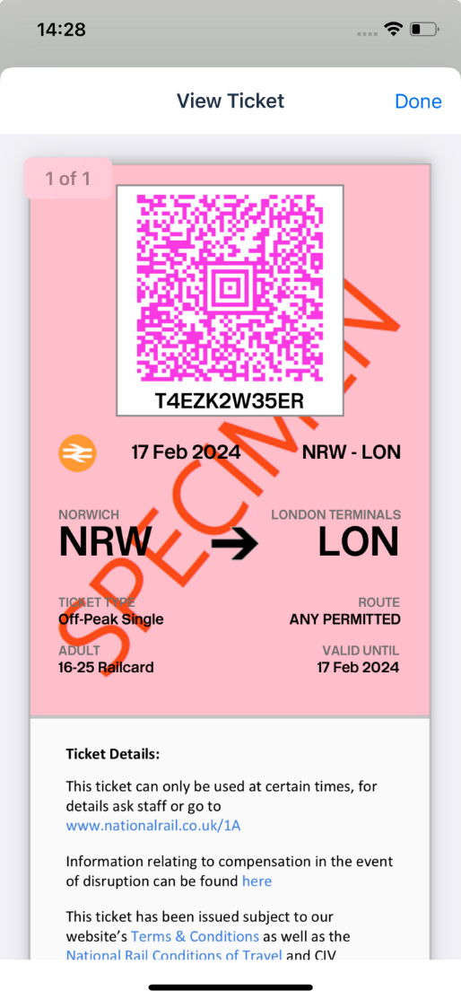 14:28
View Ticket
Done
1 of 1
T4EZK2W35ER
SPECIMEN
17 Feb 2024
NRW - LON
NORWICH
LONDON TERMINALS
NRW
LON
TICKET TYPE
ROUTE
Off-Peak Single
ANY PERMITTED
ADULT
VALID UNTIL
16-25 Railcard
17 Feb 2024
Ticket Details:
This ticket can only be used at certain times, for
details ask staff or go to
www.nationalrail.co.uk/1A
Information relating to compensation in the event
of disruption can be found here
This ticket has been issued subject to our
website's Terms & Conditions as well as the
National Rail Conditions of Travel and CIV